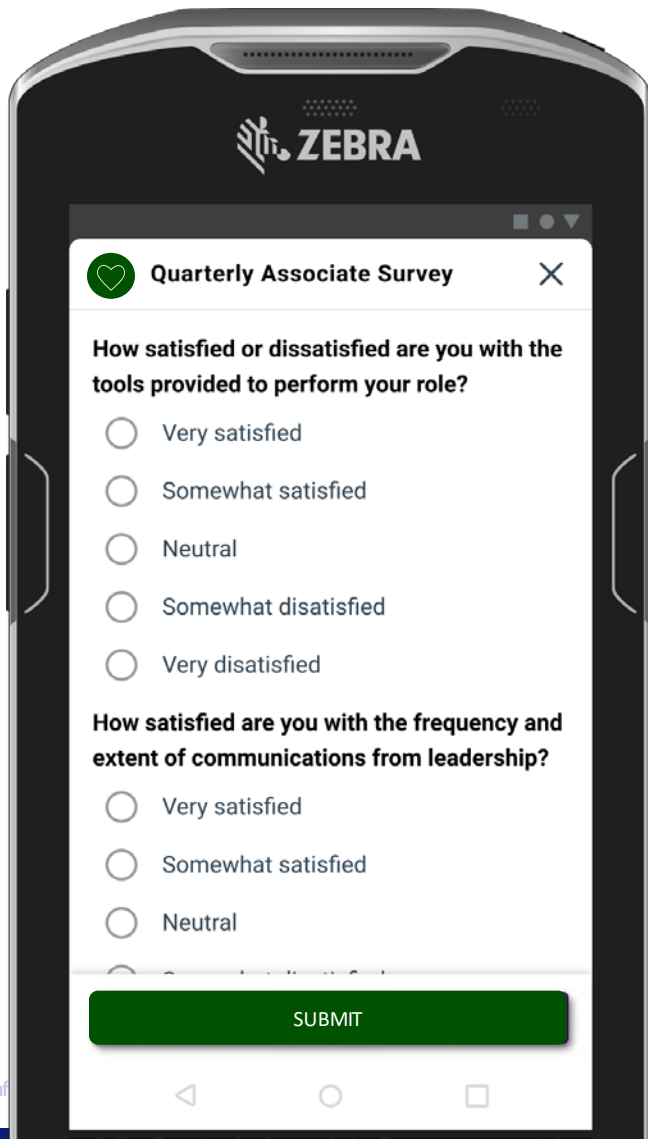 ZEBRA
Quarterly Associate Survey
How satisfied or dissatisfied are you with the
tools provided to perform your role?
Very satisfied
Somewhat satisfied
Neutral
Somewhat disatisfied
Very disatisfied
How satisfied are you with the frequency and
extent of communications from leadership?
Very satisfied
Somewhat satisfied
Neutral
SUBMIT